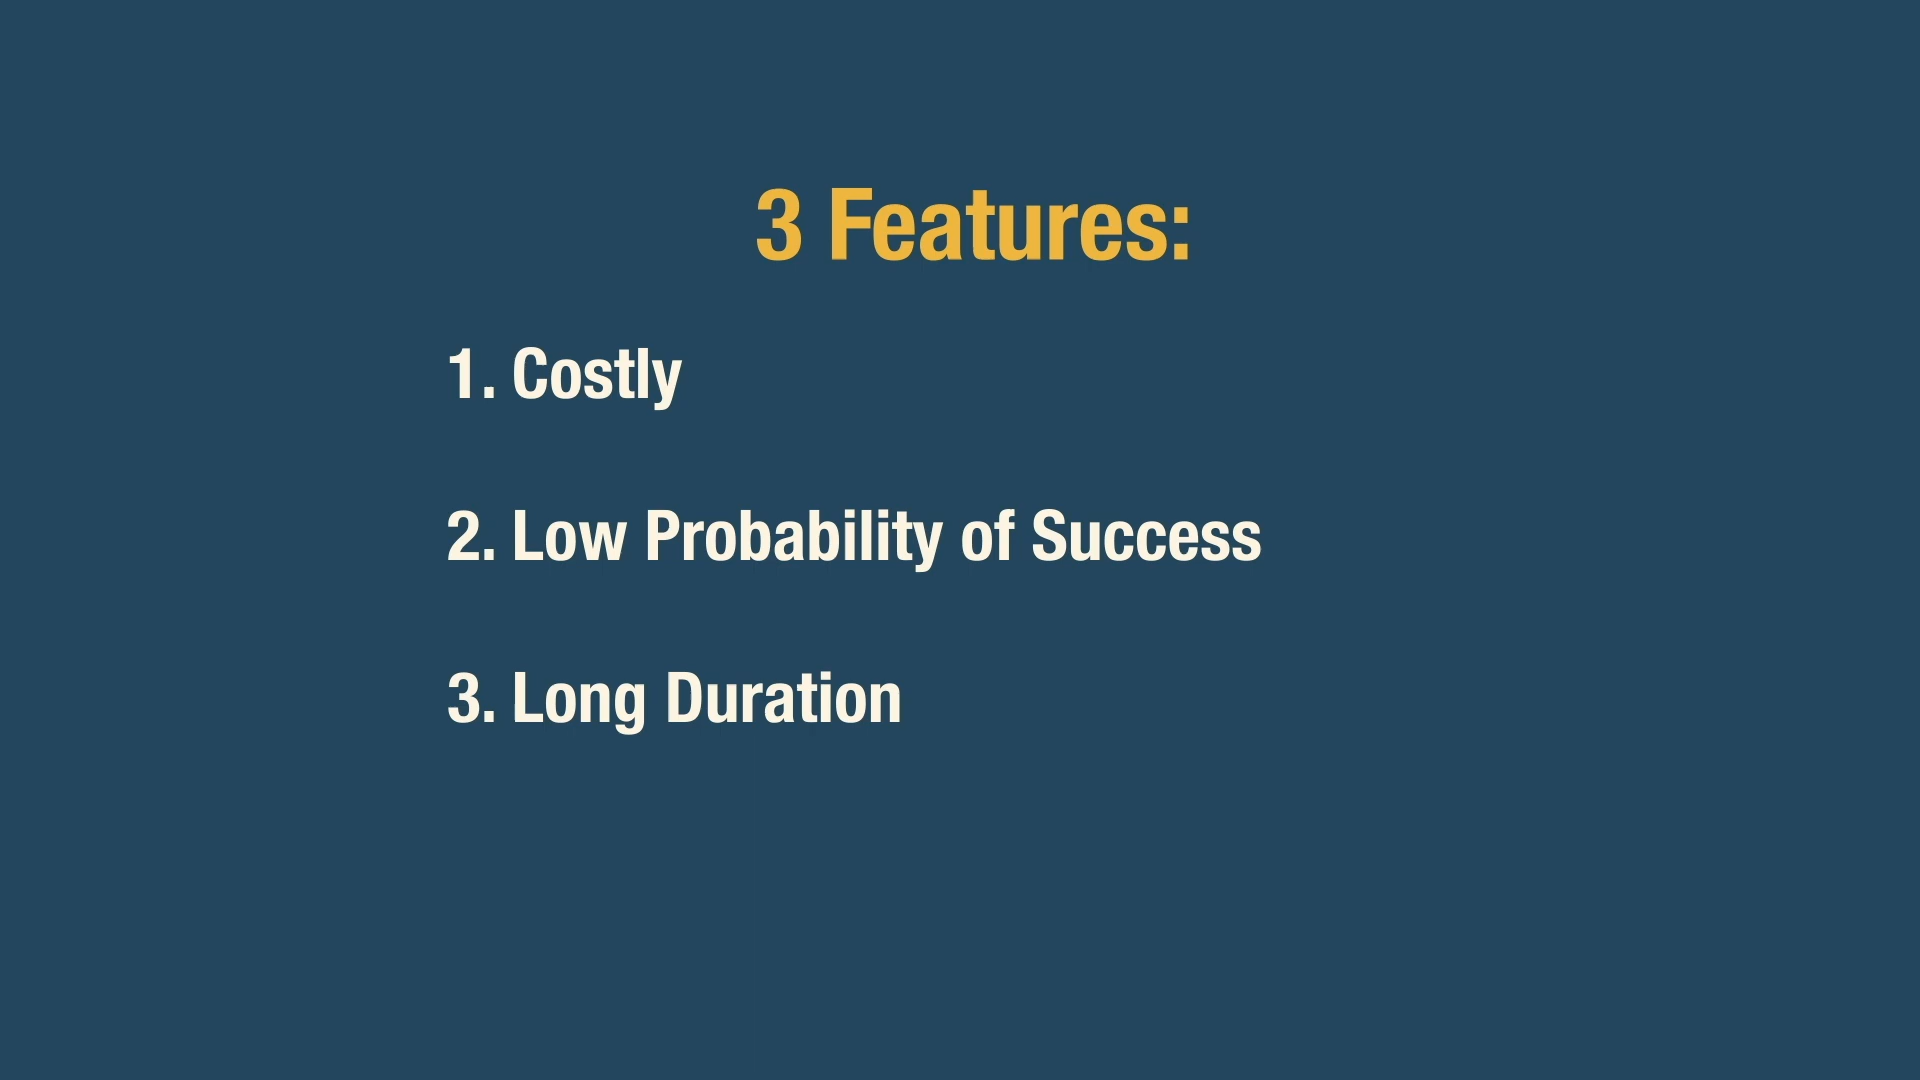 3 Features:
1. Costly
2. Low Probability of Success
3. Long Duration